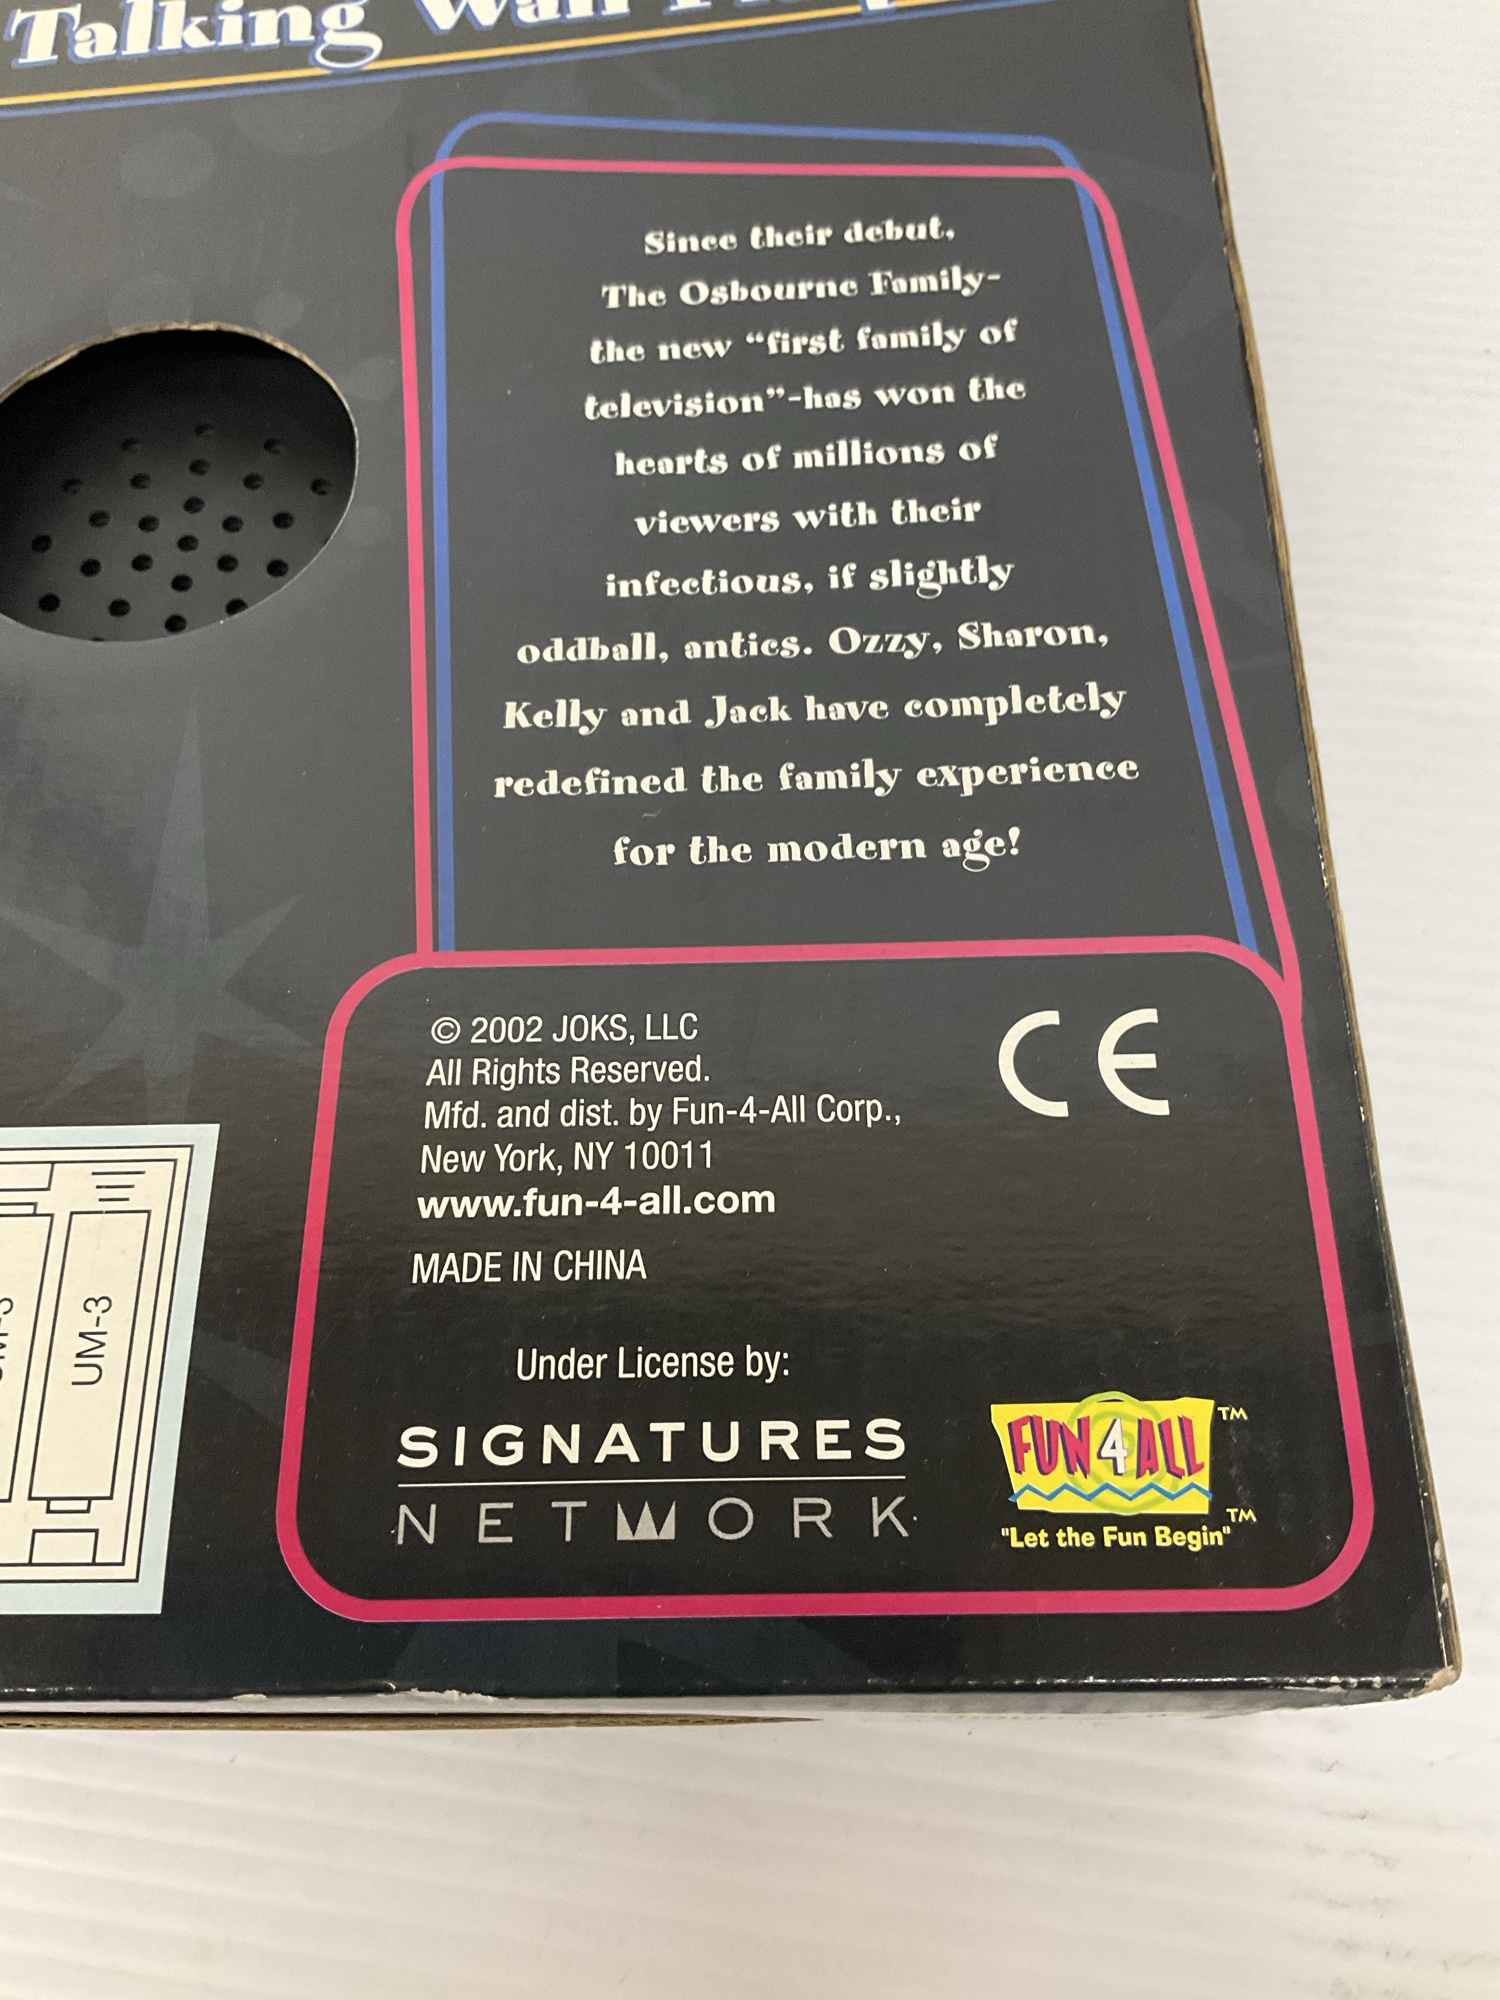 Talking Wall
Since their debut,
The Osbourne Family-
the new “first family of
television”-has won the
hearts of millions of
viewers with their
infectious, if slightly
oddball, antics. Ozzy, Sharon,
Kelly and Jack have completely
redefined the family experience
for the modern age!
© 2002 JOKS, LLC
All Rights Reserved.
Mfd. and dist. by Fun-4-All Corp.,
New York, NY 10011
www.fun-4-all.com
MADE IN CHINA
CE
UM-3
Under License by:
SIGNATURES
NETWORK
FUN 4 ALL™
"Let the Fun Begin"™